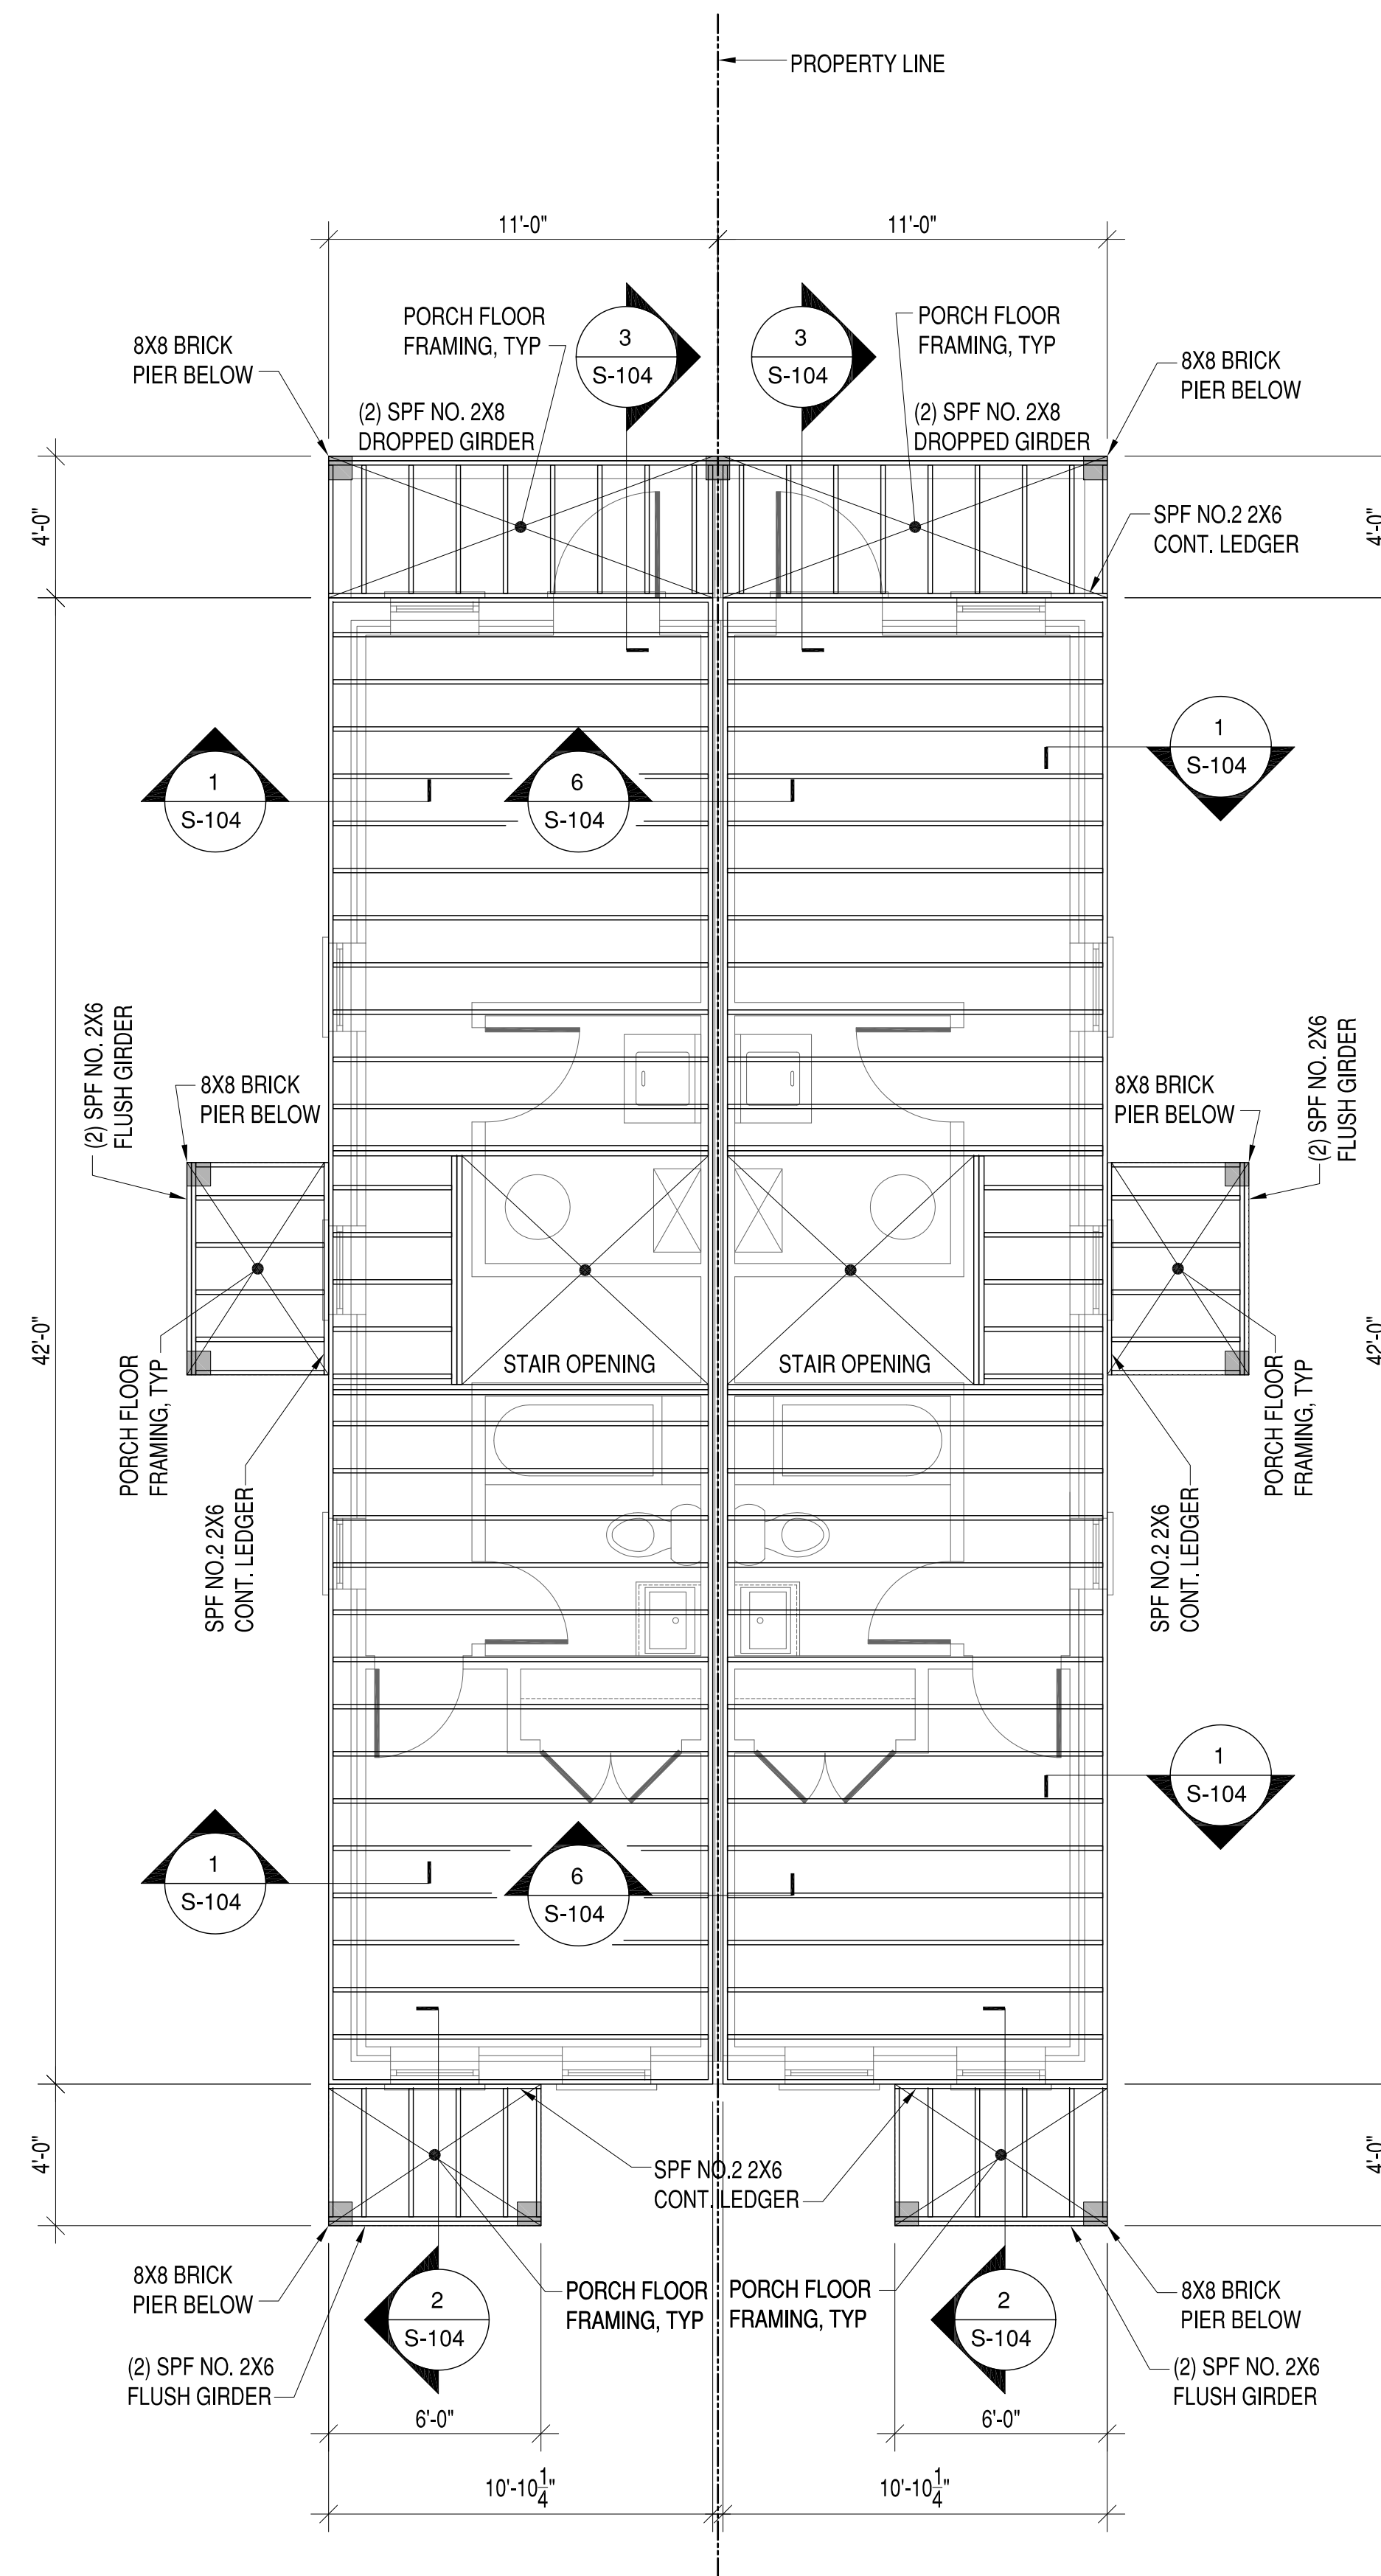 PROPERTY LINE
11'-0"
11'-0"
PORCH FLOOR
FRAMING, TYP
3
S-104
3
S-104
PORCH FLOOR
FRAMING, TYP
8X8 BRICK
PIER BELOW
8X8 BRICK
PIER BELOW
(2) SPF NO. 2X8
DROPPED GIRDER
(2) SPF NO. 2X8
DROPPED GIRDER
4'-0"
SPF NO.2 2X6
CONT. LEDGER
4'-0"
1
S-104
6
S-104
1
S-104
(2) SPF NO. 2X6
FLUSH GIRDER
8X8 BRICK
PIER BELOW
8X8 BRICK
PIER BELOW
(2) SPF NO. 2X6
FLUSH GIRDER
42'-0"
PORCH FLOOR
FRAMING, TYP
STAIR OPENING
STAIR OPENING
PORCH FLOOR
FRAMING, TYP
42'-0"
SPF NO.2 2X6
CONT. LEDGER
SPF NO.2 2X6
CONT. LEDGER
1
S-104
6
S-104
1
S-104
4'-0"
SPF NO.2 2X6
CONT. LEDGER
4'-0"
8X8 BRICK
PIER BELOW
2
S-104
PORCH FLOOR
FRAMING, TYP
PORCH FLOOR
FRAMING, TYP
2
S-104
8X8 BRICK
PIER BELOW
(2) SPF NO. 2X6
FLUSH GIRDER
(2) SPF NO. 2X6
FLUSH GIRDER
6'-0"
6'-0"
10'-10 1/4"
10'-10 1/4"